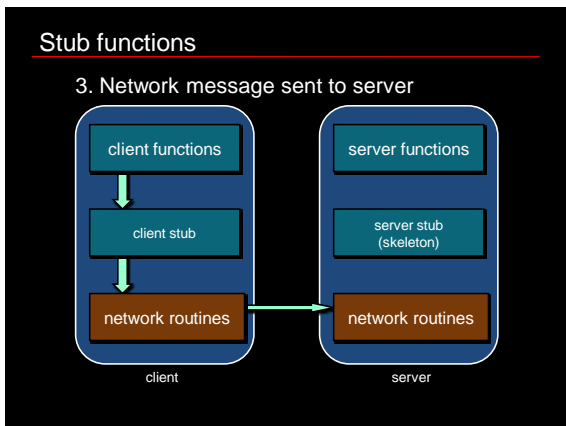 Stub functions
3. Network message sent to server
client functions
server functions
client stub
server stub
(skeleton)
network routines
network routines
client
server